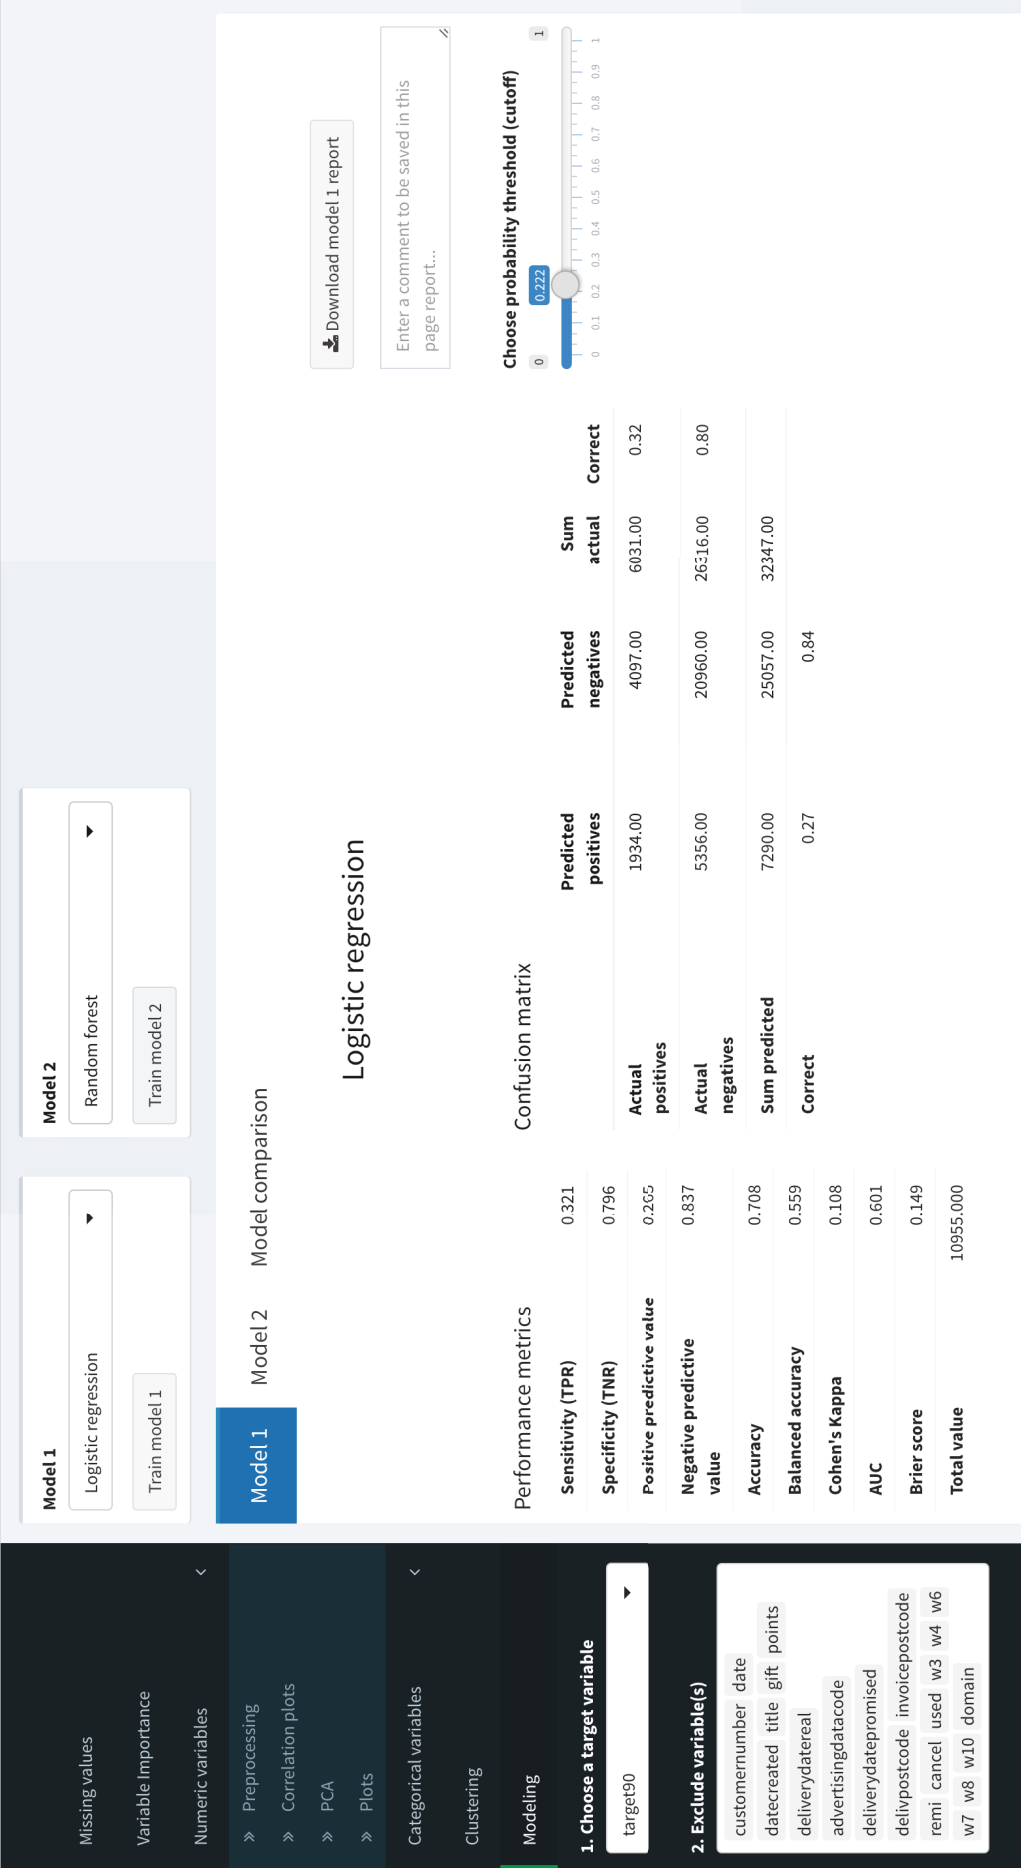 Missing values
Variable Importance
Numeric variables
» Preprocessing
» Correlation plots
» PCA
» Plots
Categorical variables
Clustering
Modeling
1. Choose a target variable
target90
2. Exclude variable(s)
customernumber date
datecreated title gift points
deliverydatereal
advertisingdatacode
deliverydatepromised
delivpostcode invoicepostcode
remi cancel used w3 w4 w6
w7 w8 w10 domain
Model 1
Logistic regression
Train model 1
Model 2
Random forest
Train model 2
Model 1 Model 2 Model comparison
Logistic regression
Download model 1 report
Enter a comment to be saved in this
page report...
Performance metrics
Sensitivity (TPR) 0.321
Specificity (TNR) 0.796
Positive predictive value 0.265
Negative predictive 0.837
value
Accuracy 0.708
Balanced accuracy 0.559
Cohen's Kappa 0.108
AUC 0.601
Brier score 0.149
Total value 10955.000
Confusion matrix
Predicted Predicted Sum
positives negatives actual Correct
Actual 1934.00 4097.00 6031.00 0.32
positives
Actual 5356.00 20960.00 26316.00 0.80
negatives
Sum predicted 7290.00 25057.00 32347.00
Correct 0.27 0.84
Choose probability threshold (cutoff)
0 0.222 1
0 0.1 0.2 0.3 0.4 0.5 0.6 0.7 0.8 0.9 1